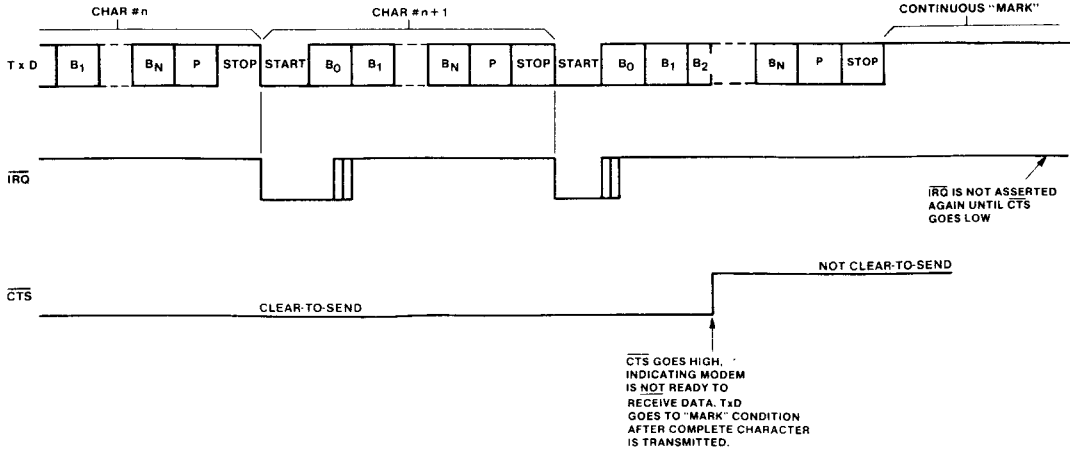 CHAR #n
CHAR #n+1
CONTINUOUS "MARK"
TxD B1 BN P STOP START B0 B1 BN P STOP START B0 B1 B2 BN P STOP
IRQ
IRQ IS NOT ASSERTED
AGAIN UNTIL CTS
GOES LOW
NOT CLEAR-TO-SEND
CTS
CLEAR-TO-SEND
CTS GOES HIGH,
INDICATING MODEM
IS NOT READY TO
RECEIVE DATA. TxD
GOES TO "MARK" CONDITION
AFTER COMPLETE CHARACTER
IS TRANSMITTED.